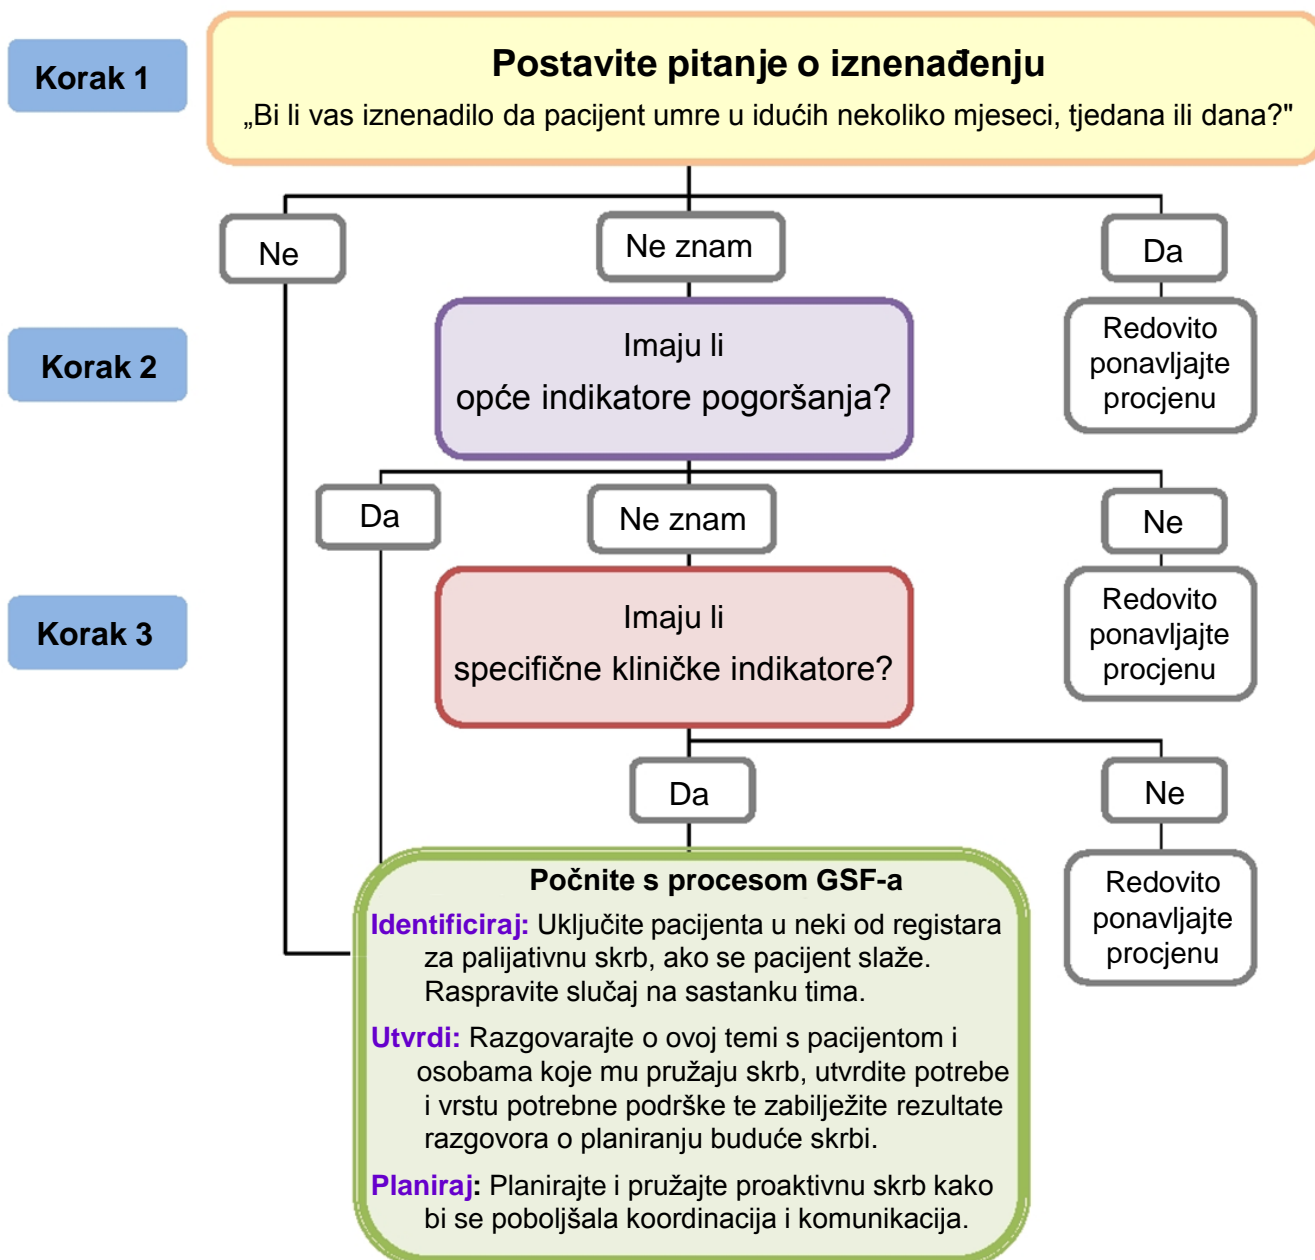 Korak 1
Postavite pitanje o iznenađenju
„Bi li vas iznenadilo da pacijent umre u idućih nekoliko mjeseci, tjedana ili dana?"
Ne
Ne znam
Da
Korak 2
Imaju li
opće indikatore pogoršanja?
Redovito
ponavljajte
procjenu
Da
Ne znam
Ne
Korak 3
Imaju li
specifične kliničke indikatore?
Redovito
ponavljajte
procjenu
Da
Ne
Počnite s procesom GSF-a
Identificiraj: Uključite pacijenta u neki od registara
za palijativnu skrb, ako se pacijent slaže.
Raspravite slučaj na sastanku tima.
Utvrdi: Razgovarajte o ovoj temi s pacijentom i
osobama koje mu pružaju skrb, utvrdite potrebe
i vrstu potrebne podrške te zabilježite rezultate
razgovora o planiranju buduće skrbi.
Planiraj: Planirajte i pružajte proaktivnu skrb kako
bi se poboljšala koordinacija i komunikacija.
Redovito
ponavljajte
procjenu